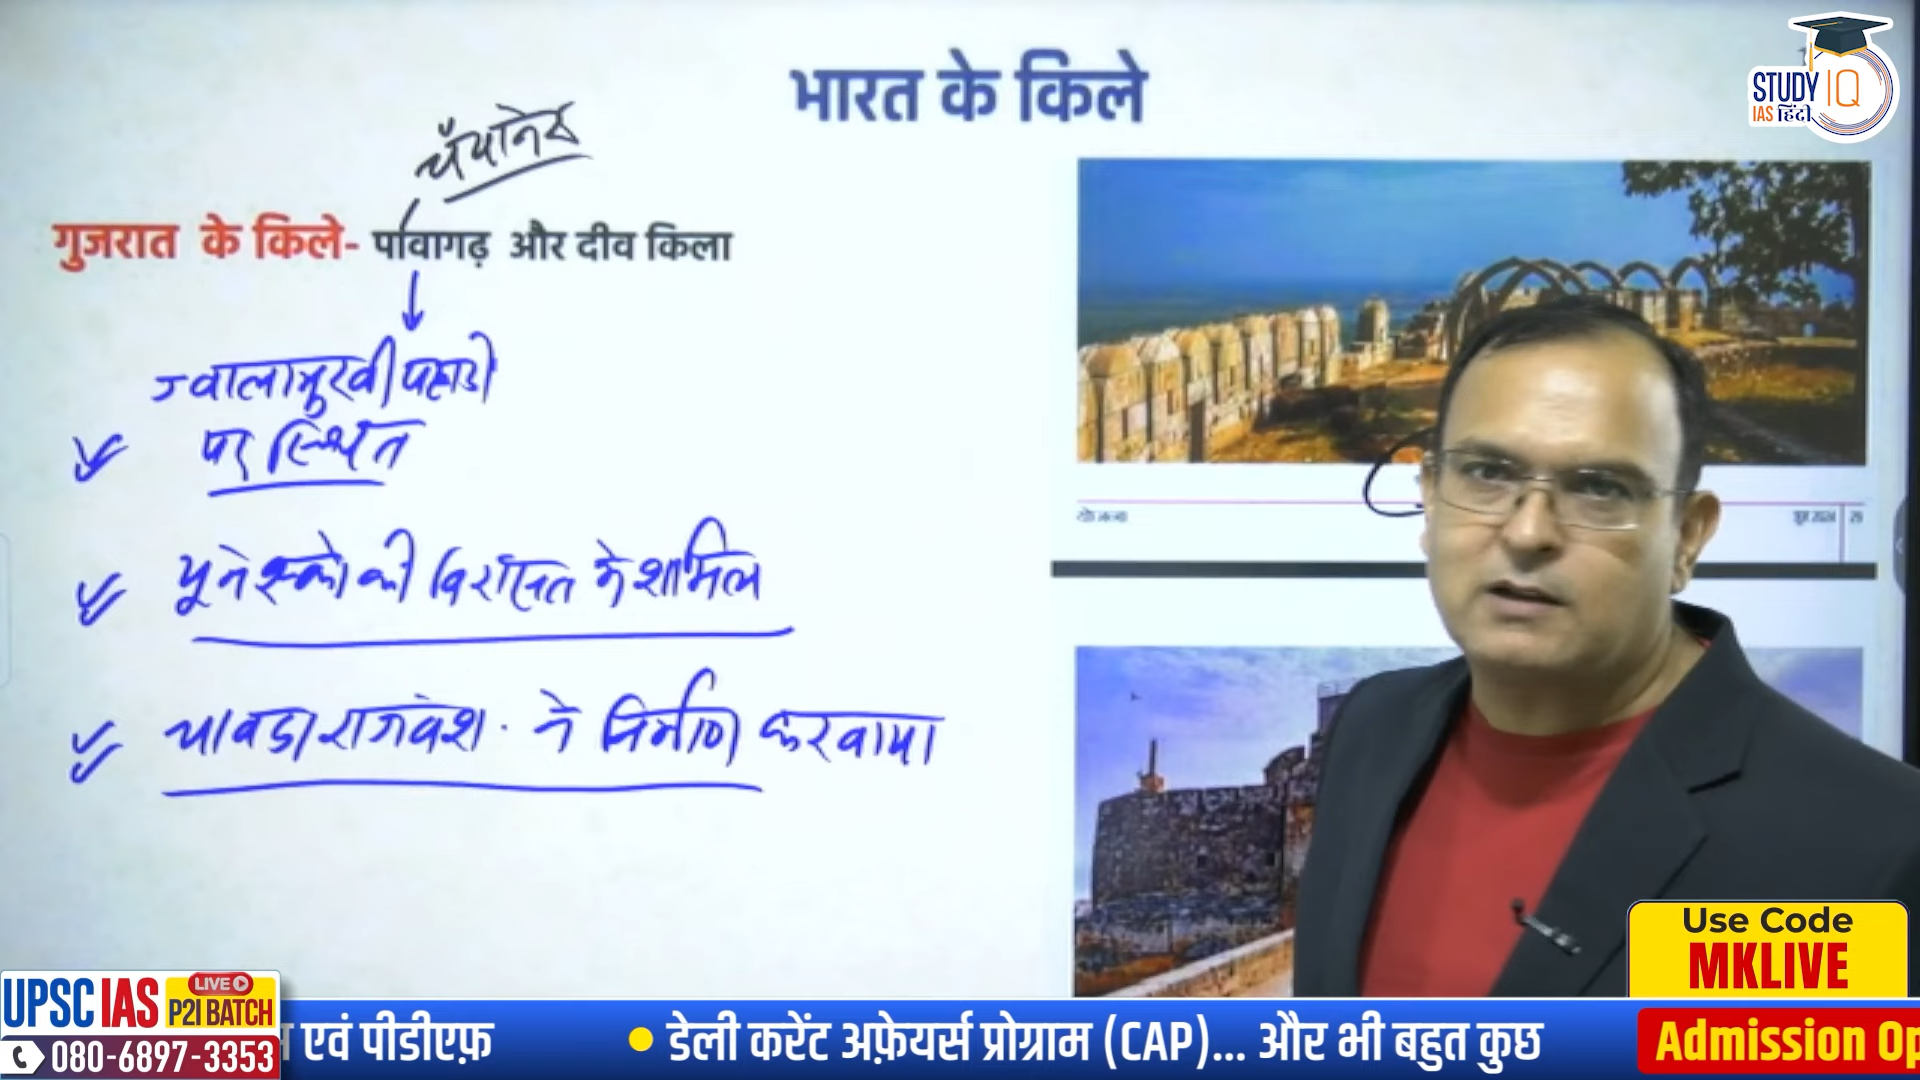 भारत के किले
STUDY IQ
IAS हिंदी
चँपानेर
गुजरात के किले- पावागढ़ और दीव किला
ज्वालामुखी पहाडी
पर स्थित
यूनेस्को की विरासत मे शामिल
चावडा राजवंश ने निर्माण करवाया
योजना
Use Code
MKLIVE
UPSC IAS
LIVE
P2I BATCH
080-6897-3353
एवं पीडीएफ़
डेली करेंट अफ़ेयर्स प्रोग्राम (CAP)... और भी बहुत कुछ
Admission Op